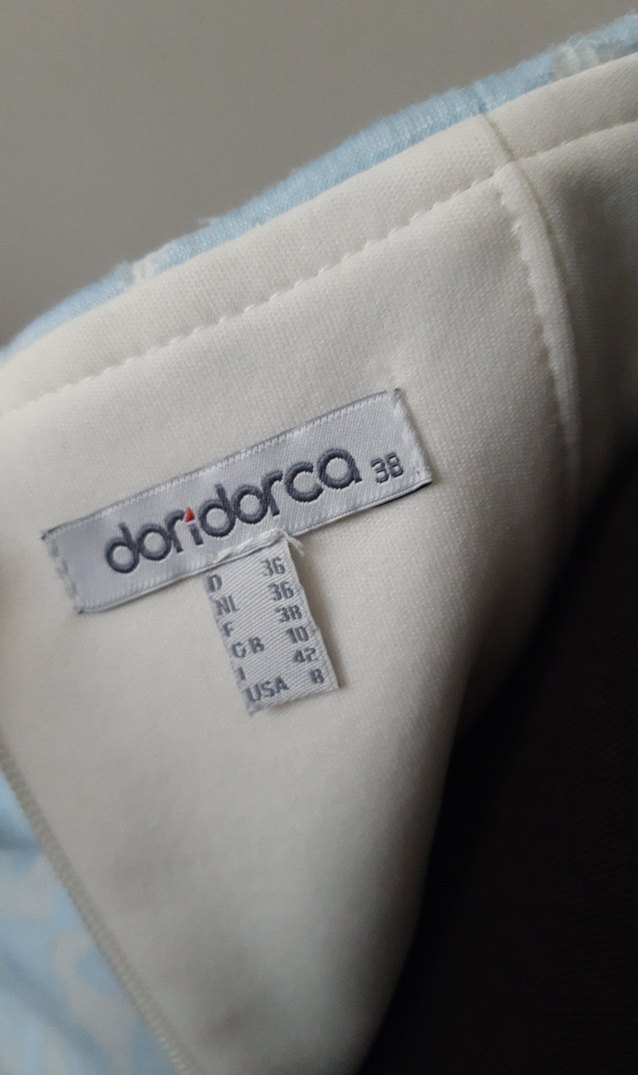 doridorca 38
D 36
NL 36
F 38
GB 10
I 42
USA 8